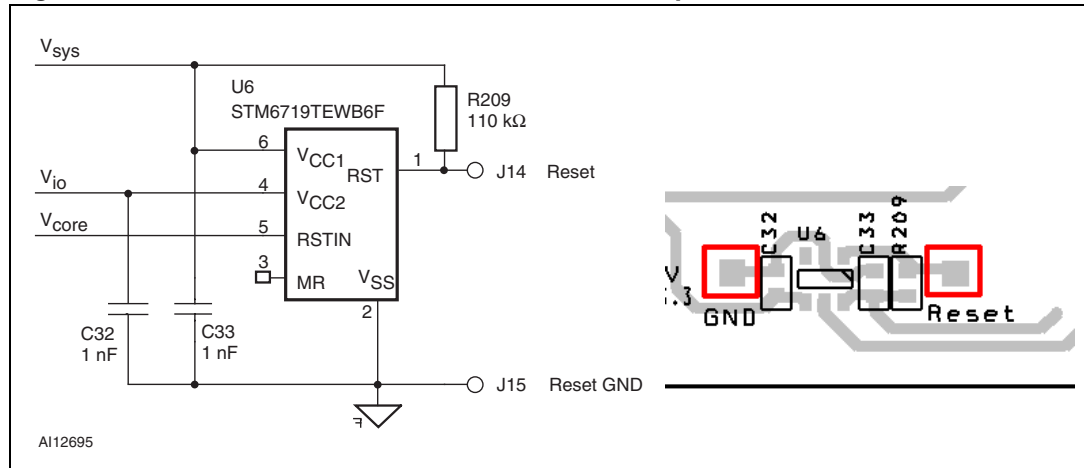 Vsys
U6
STM6719TEWB6F
R209
110 kΩ
6
VCC1
1
RST
J14 Reset
Vio
4
VCC2
Vcore
5
RSTIN
3
MR
VSS
2
C32
1 nF
C33
1 nF
J15 Reset GND
AI12695
C32
U6
C33
R209
GND
Reset